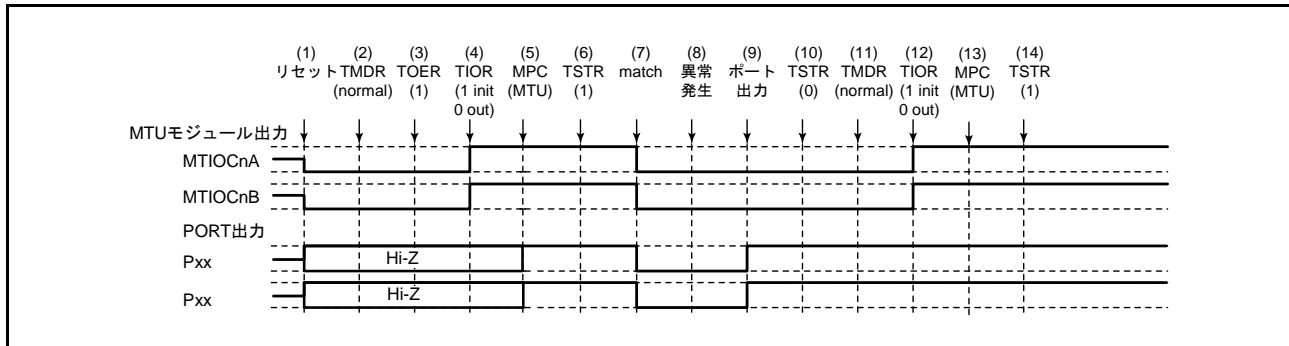 (1) (2) (3) (4) (5) (6) (7) (8) (9) (10) (11) (12) (13) (14)
リセット TMDR TOER TIOR MPC TSTR match 異常 ポート TSTR TMDR TIOR MPC TSTR
(normal) (1) (1 init (MTU) (1) 発生 出力 (0) (normal) (1 init (MTU) (1)
0 out) 0 out)
MTUモジュール出力
MTIOCnA
MTIOCnB
PORT出力
Pxx Hi-Z
Pxx Hi-Z